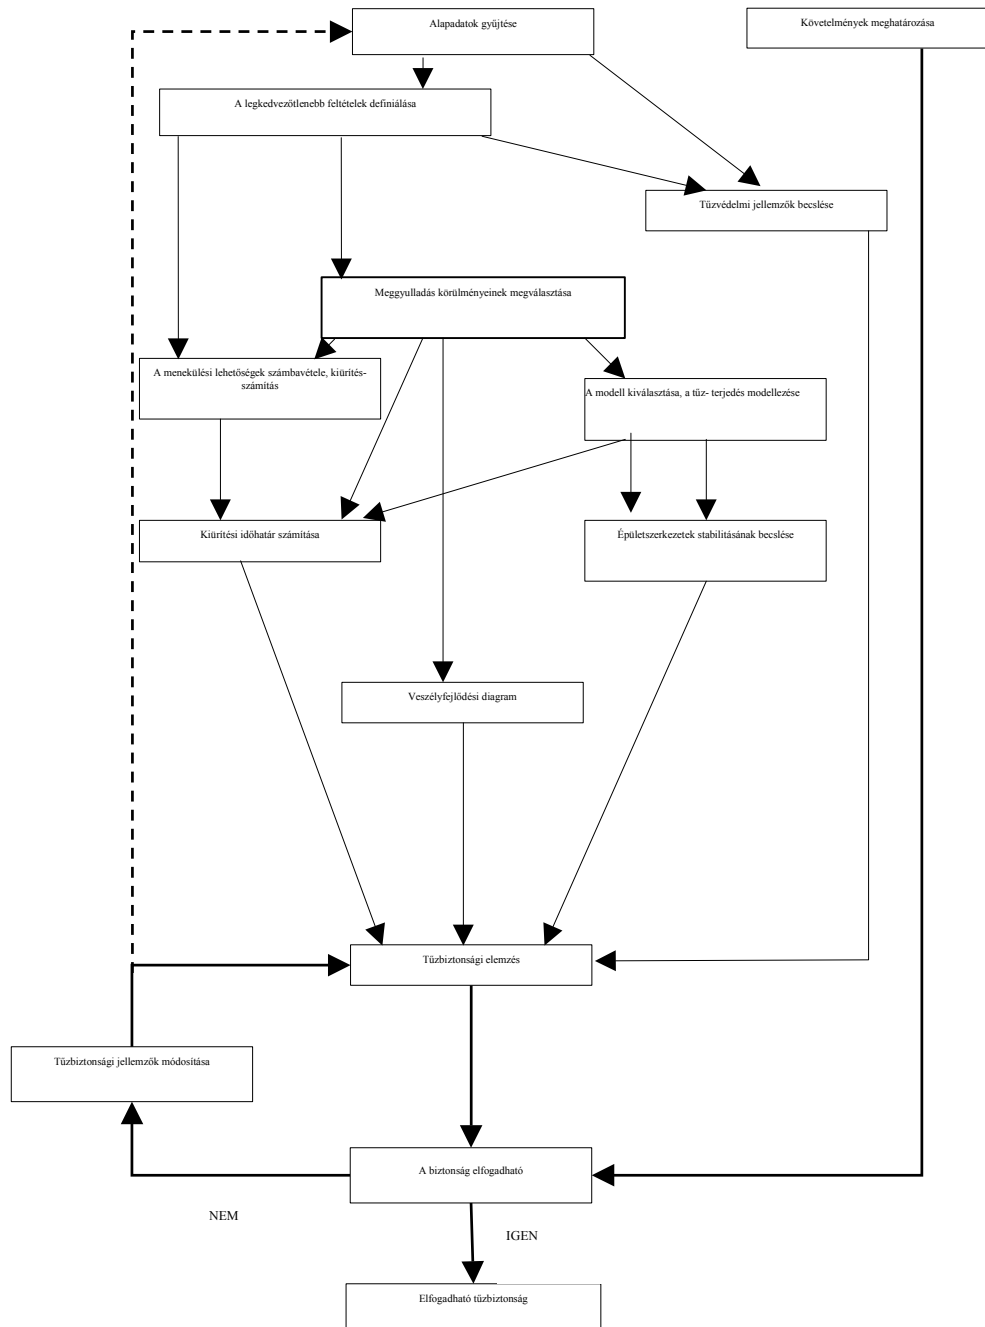 Alapadatok gyűjtése
Követelmények meghatározása
A legkedvezőtlenebb feltételek definiálása
Tűzvédelmi jellemzők becslése
Meggyulladás körülményeinek megválasztása
A menekülési lehetőségek számbavétele, kiürítés-
számítás
A modell kiválasztása, a tűz- terjedés modellezése
Kiürítési időhatár számítása
Épületszerkezetek stabilitásának becslése
Veszélyfejlődési diagram
Tűzbiztonsági elemzés
Tűzbiztonsági jellemzők módosítása
A biztonság elfogadható
NEM
IGEN
Elfogadható tűzbiztonság